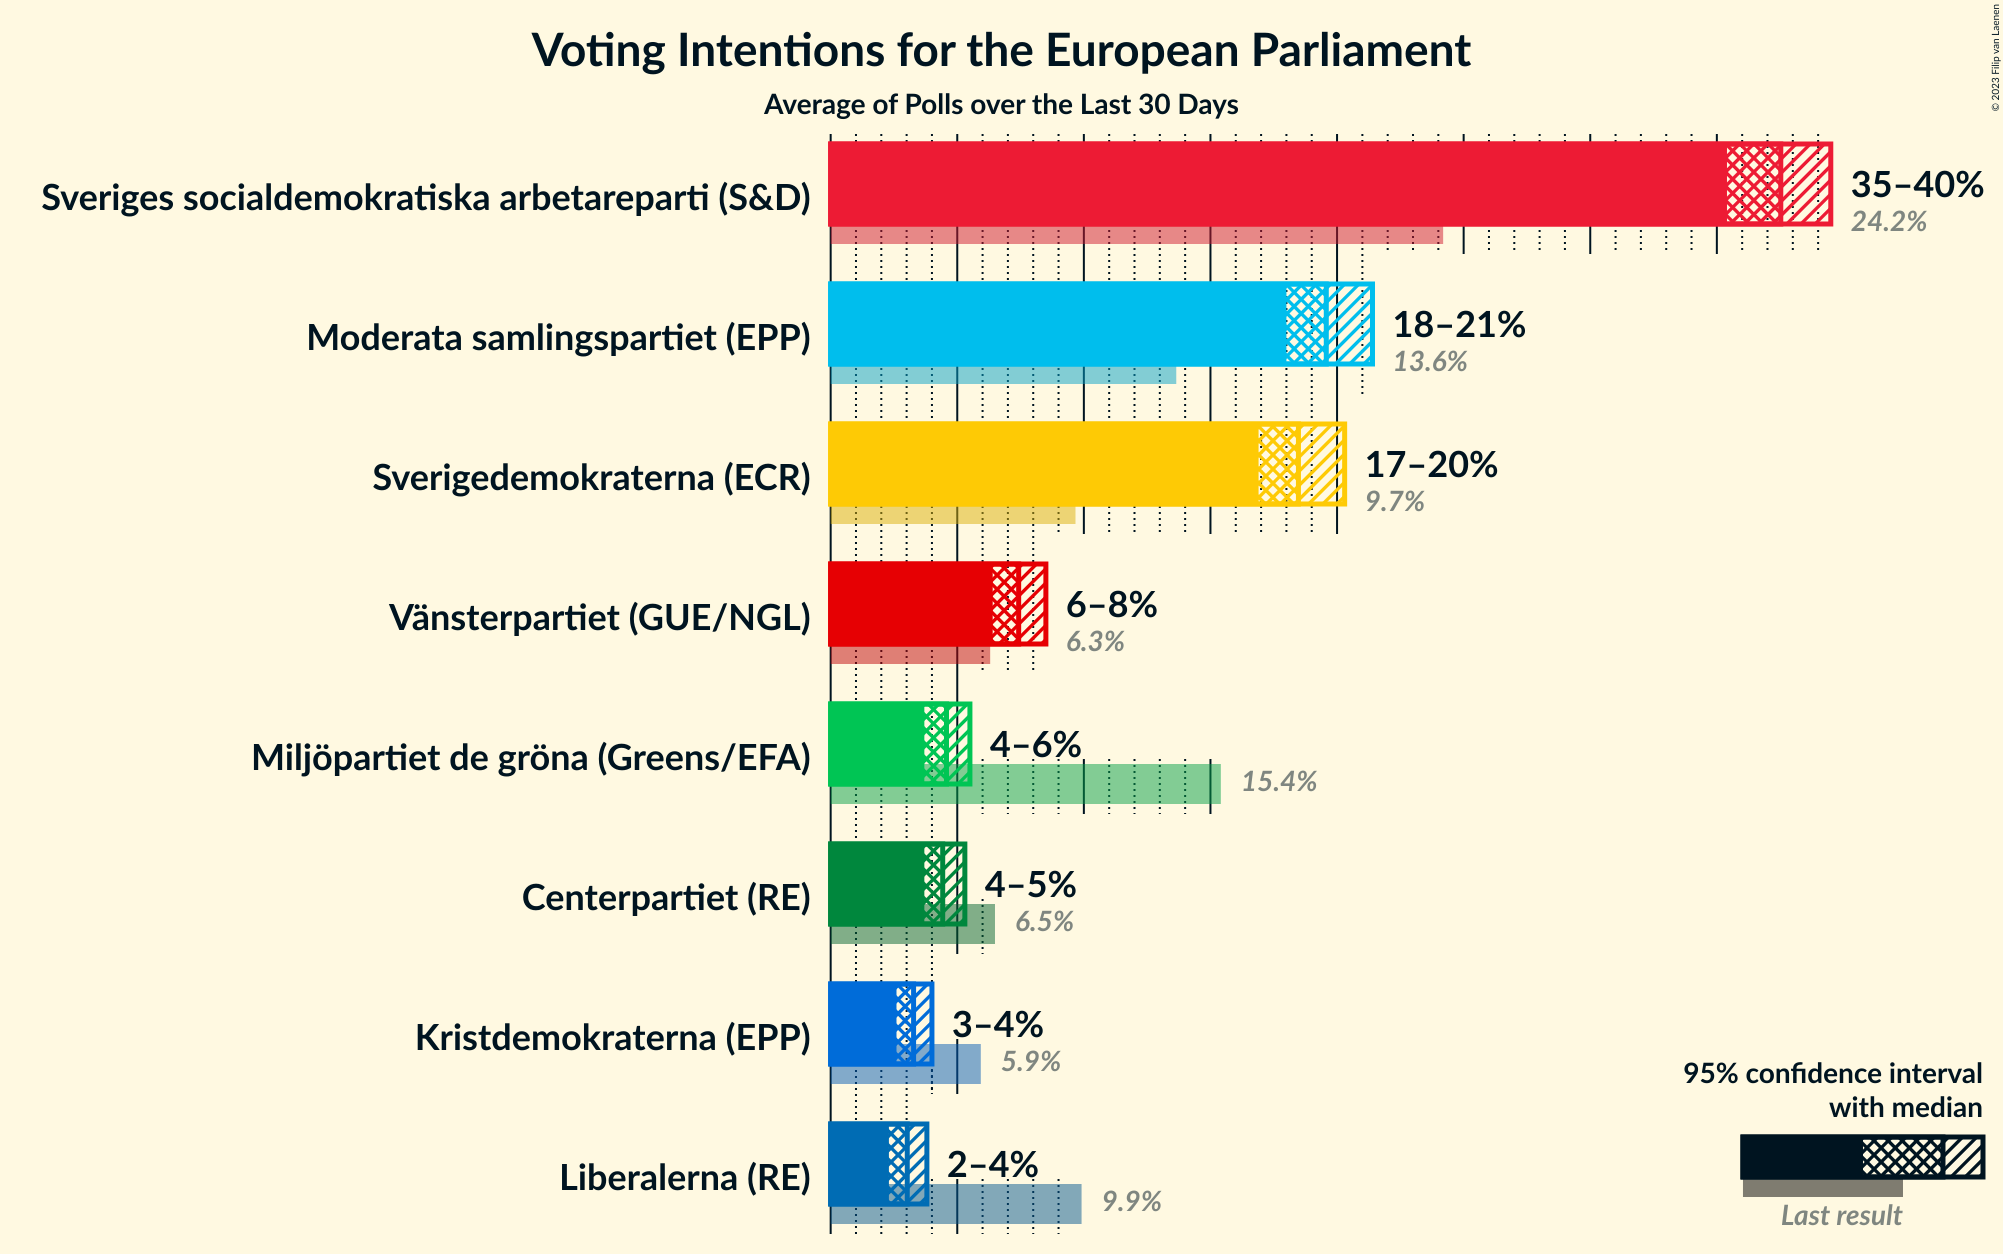 © 2023 Filip van Laenen
Voting Intentions for the European Parliament
Average of Polls over the Last 30 Days
Sveriges socialdemokratiska arbetareparti (S&D)
35–40%
24.2%
Moderata samlingspartiet (EPP)
18–21%
13.6%
Sverigedemokraterna (ECR)
17–20%
9.7%
Vänsterpartiet (GUE/NGL)
6–8%
6.3%
Miljöpartiet de gröna (Greens/EFA)
4–6%
15.4%
Centerpartiet (RE)
4–5%
6.5%
Kristdemokraterna (EPP)
3–4%
5.9%
Liberalerna (RE)
2–4%
9.9%
95% confidence interval
with median
Last result